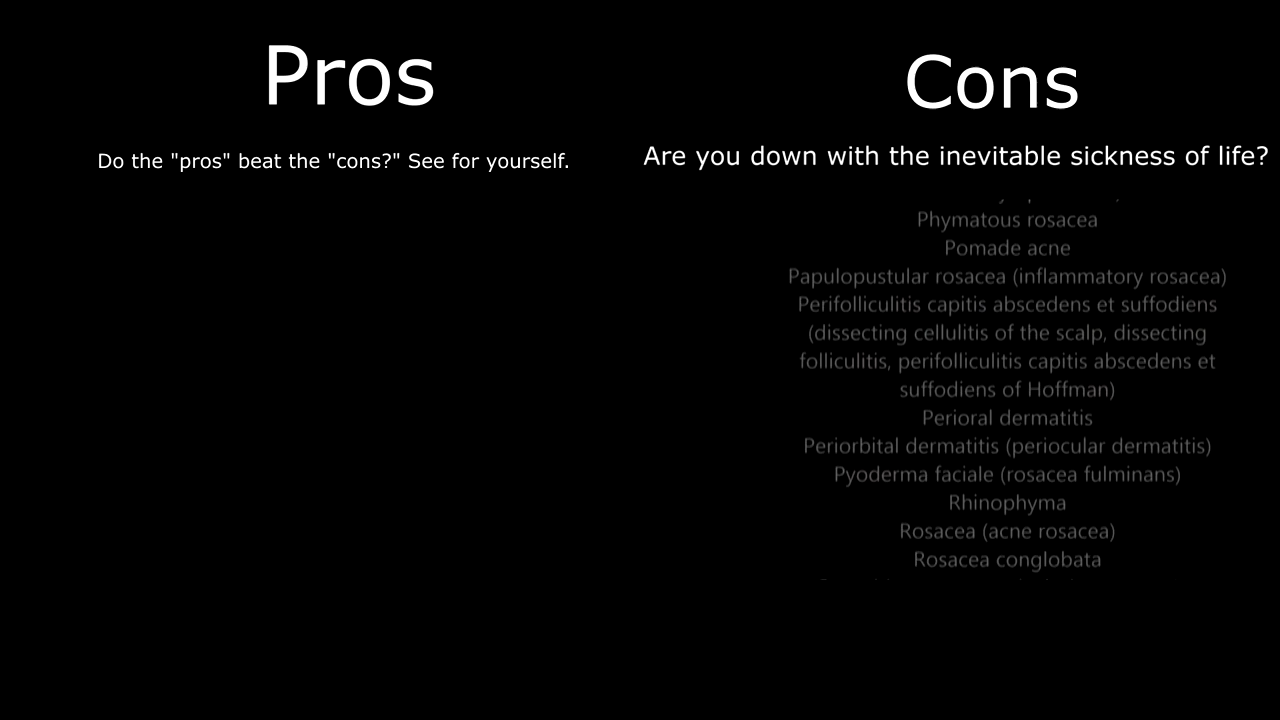 Pros
Do the "pros" beat the "cons?" See for yourself.
Cons
Are you down with the inevitable sickness of life?
Phymatous rosacea
Pomade acne
Papulopustular rosacea (inflammatory rosacea)
Perifolliculitis capitis abscedens et suffodiens
(dissecting cellulitis of the scalp, dissecting
folliculitis, perifolliculitis capitis abscedens et
suffodiens of Hoffman)
Perioral dermatitis
Periorbital dermatitis (periocular dermatitis)
Pyoderma faciale (rosacea fulminans)
Rhinophyma
Rosacea (acne rosacea)
Rosacea conglobata